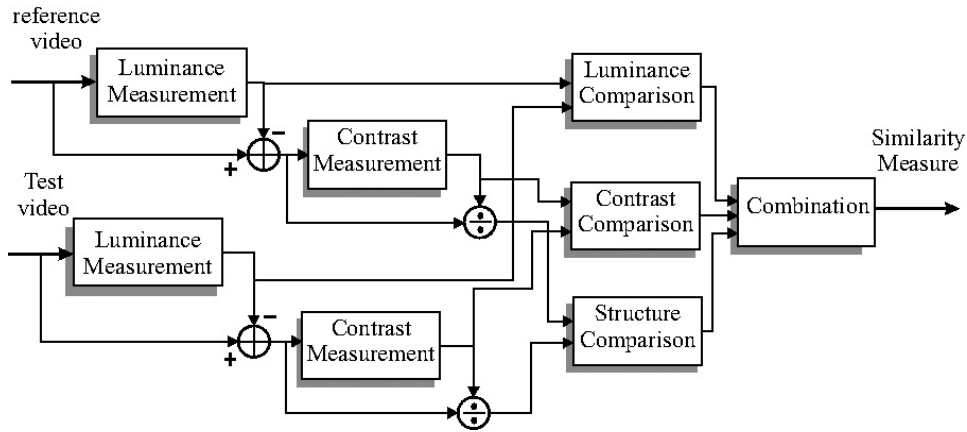 reference
video
Luminance
Measurement
Luminance
Comparison
−
+
Contrast
Measurement
Similarity
Measure
Test
video
÷
Contrast
Comparison
Combination
Luminance
Measurement
−
+
Contrast
Measurement
Structure
Comparison
÷